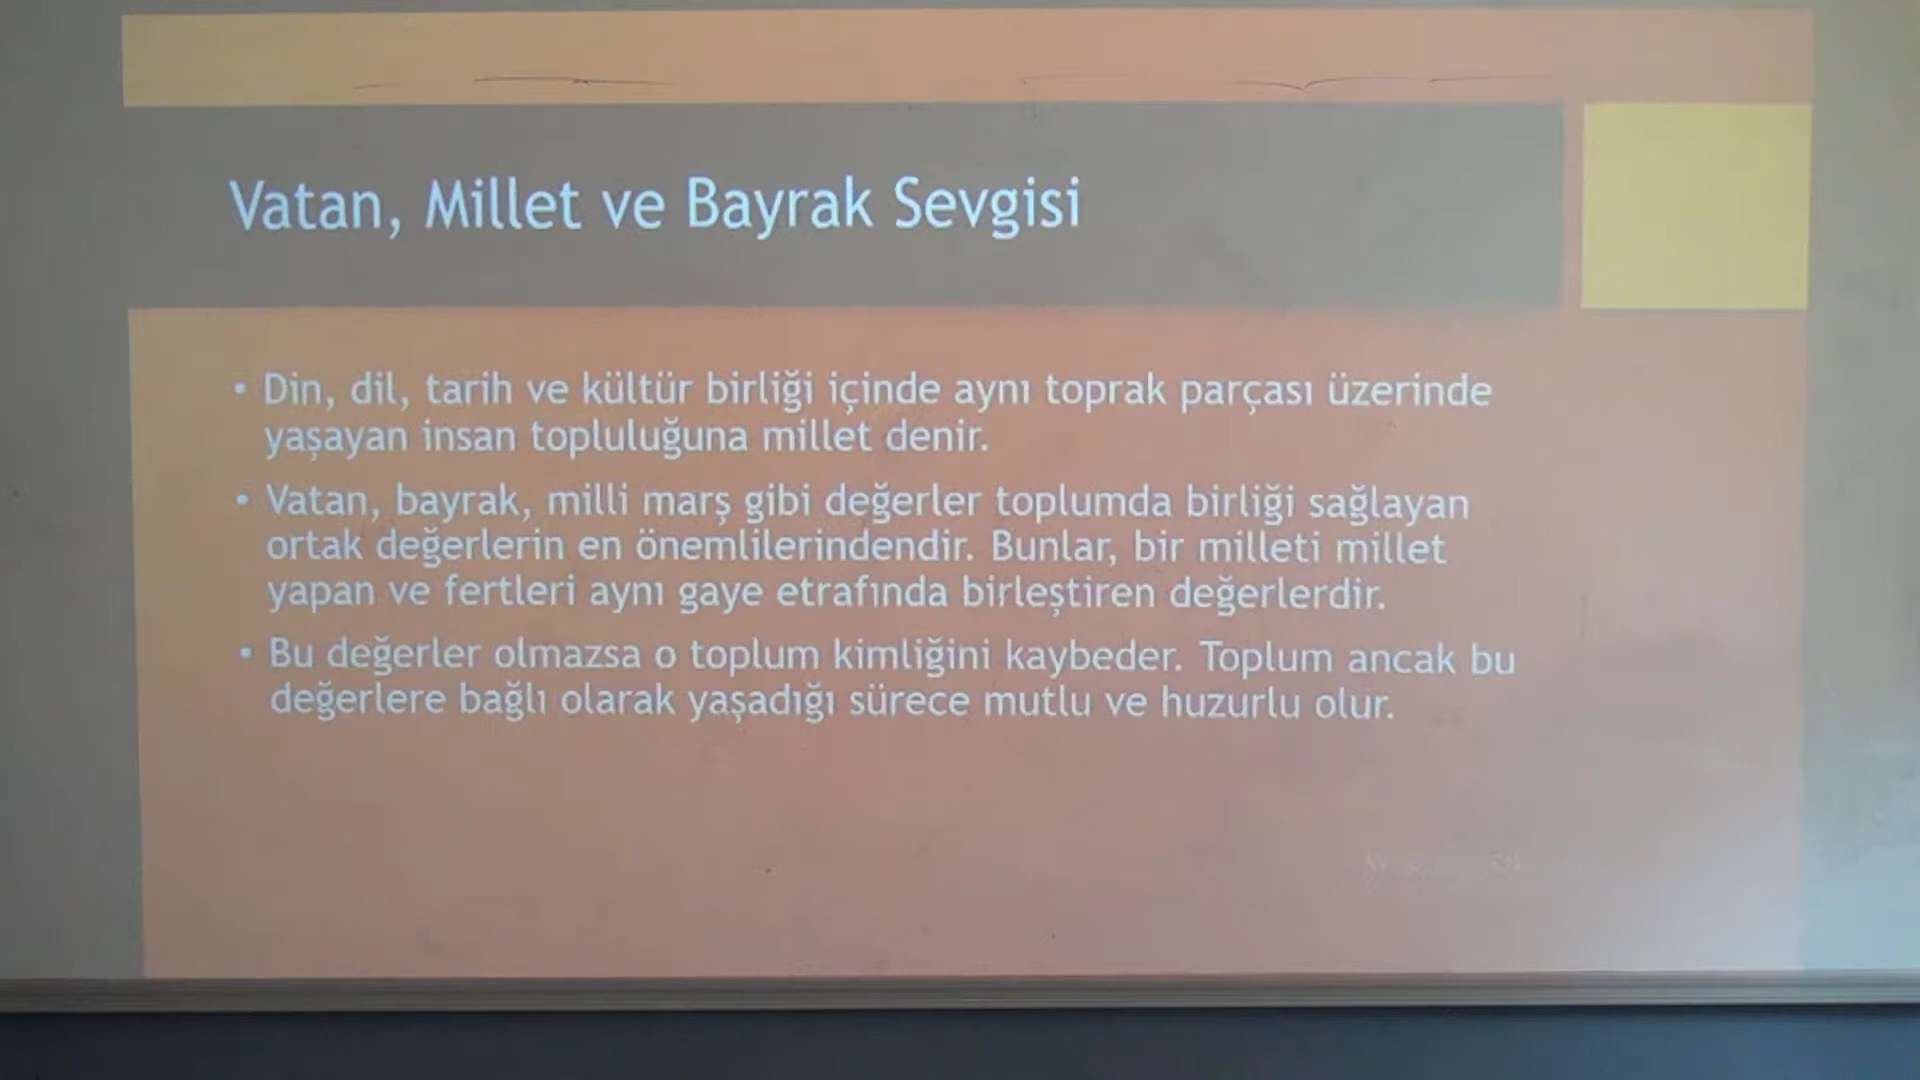 Vatan, Millet ve Bayrak Sevgisi
• Din, dil, tarih ve kültür birliği içinde aynı toprak parçası üzerinde
yaşayan insan topluluğuna millet denir.
• Vatan, bayrak, milli marş gibi değerler toplumda birliği sağlayan
ortak değerlerin en önemlilerindendir. Bunlar, bir milleti millet
yapan ve fertleri aynı gaye etrafında birleştiren değerlerdir.
• Bu değerler olmazsa o toplum kimliğini kaybeder. Toplum ancak bu
değerlere bağlı olarak yaşadığı sürece mutlu ve huzurlu olur.